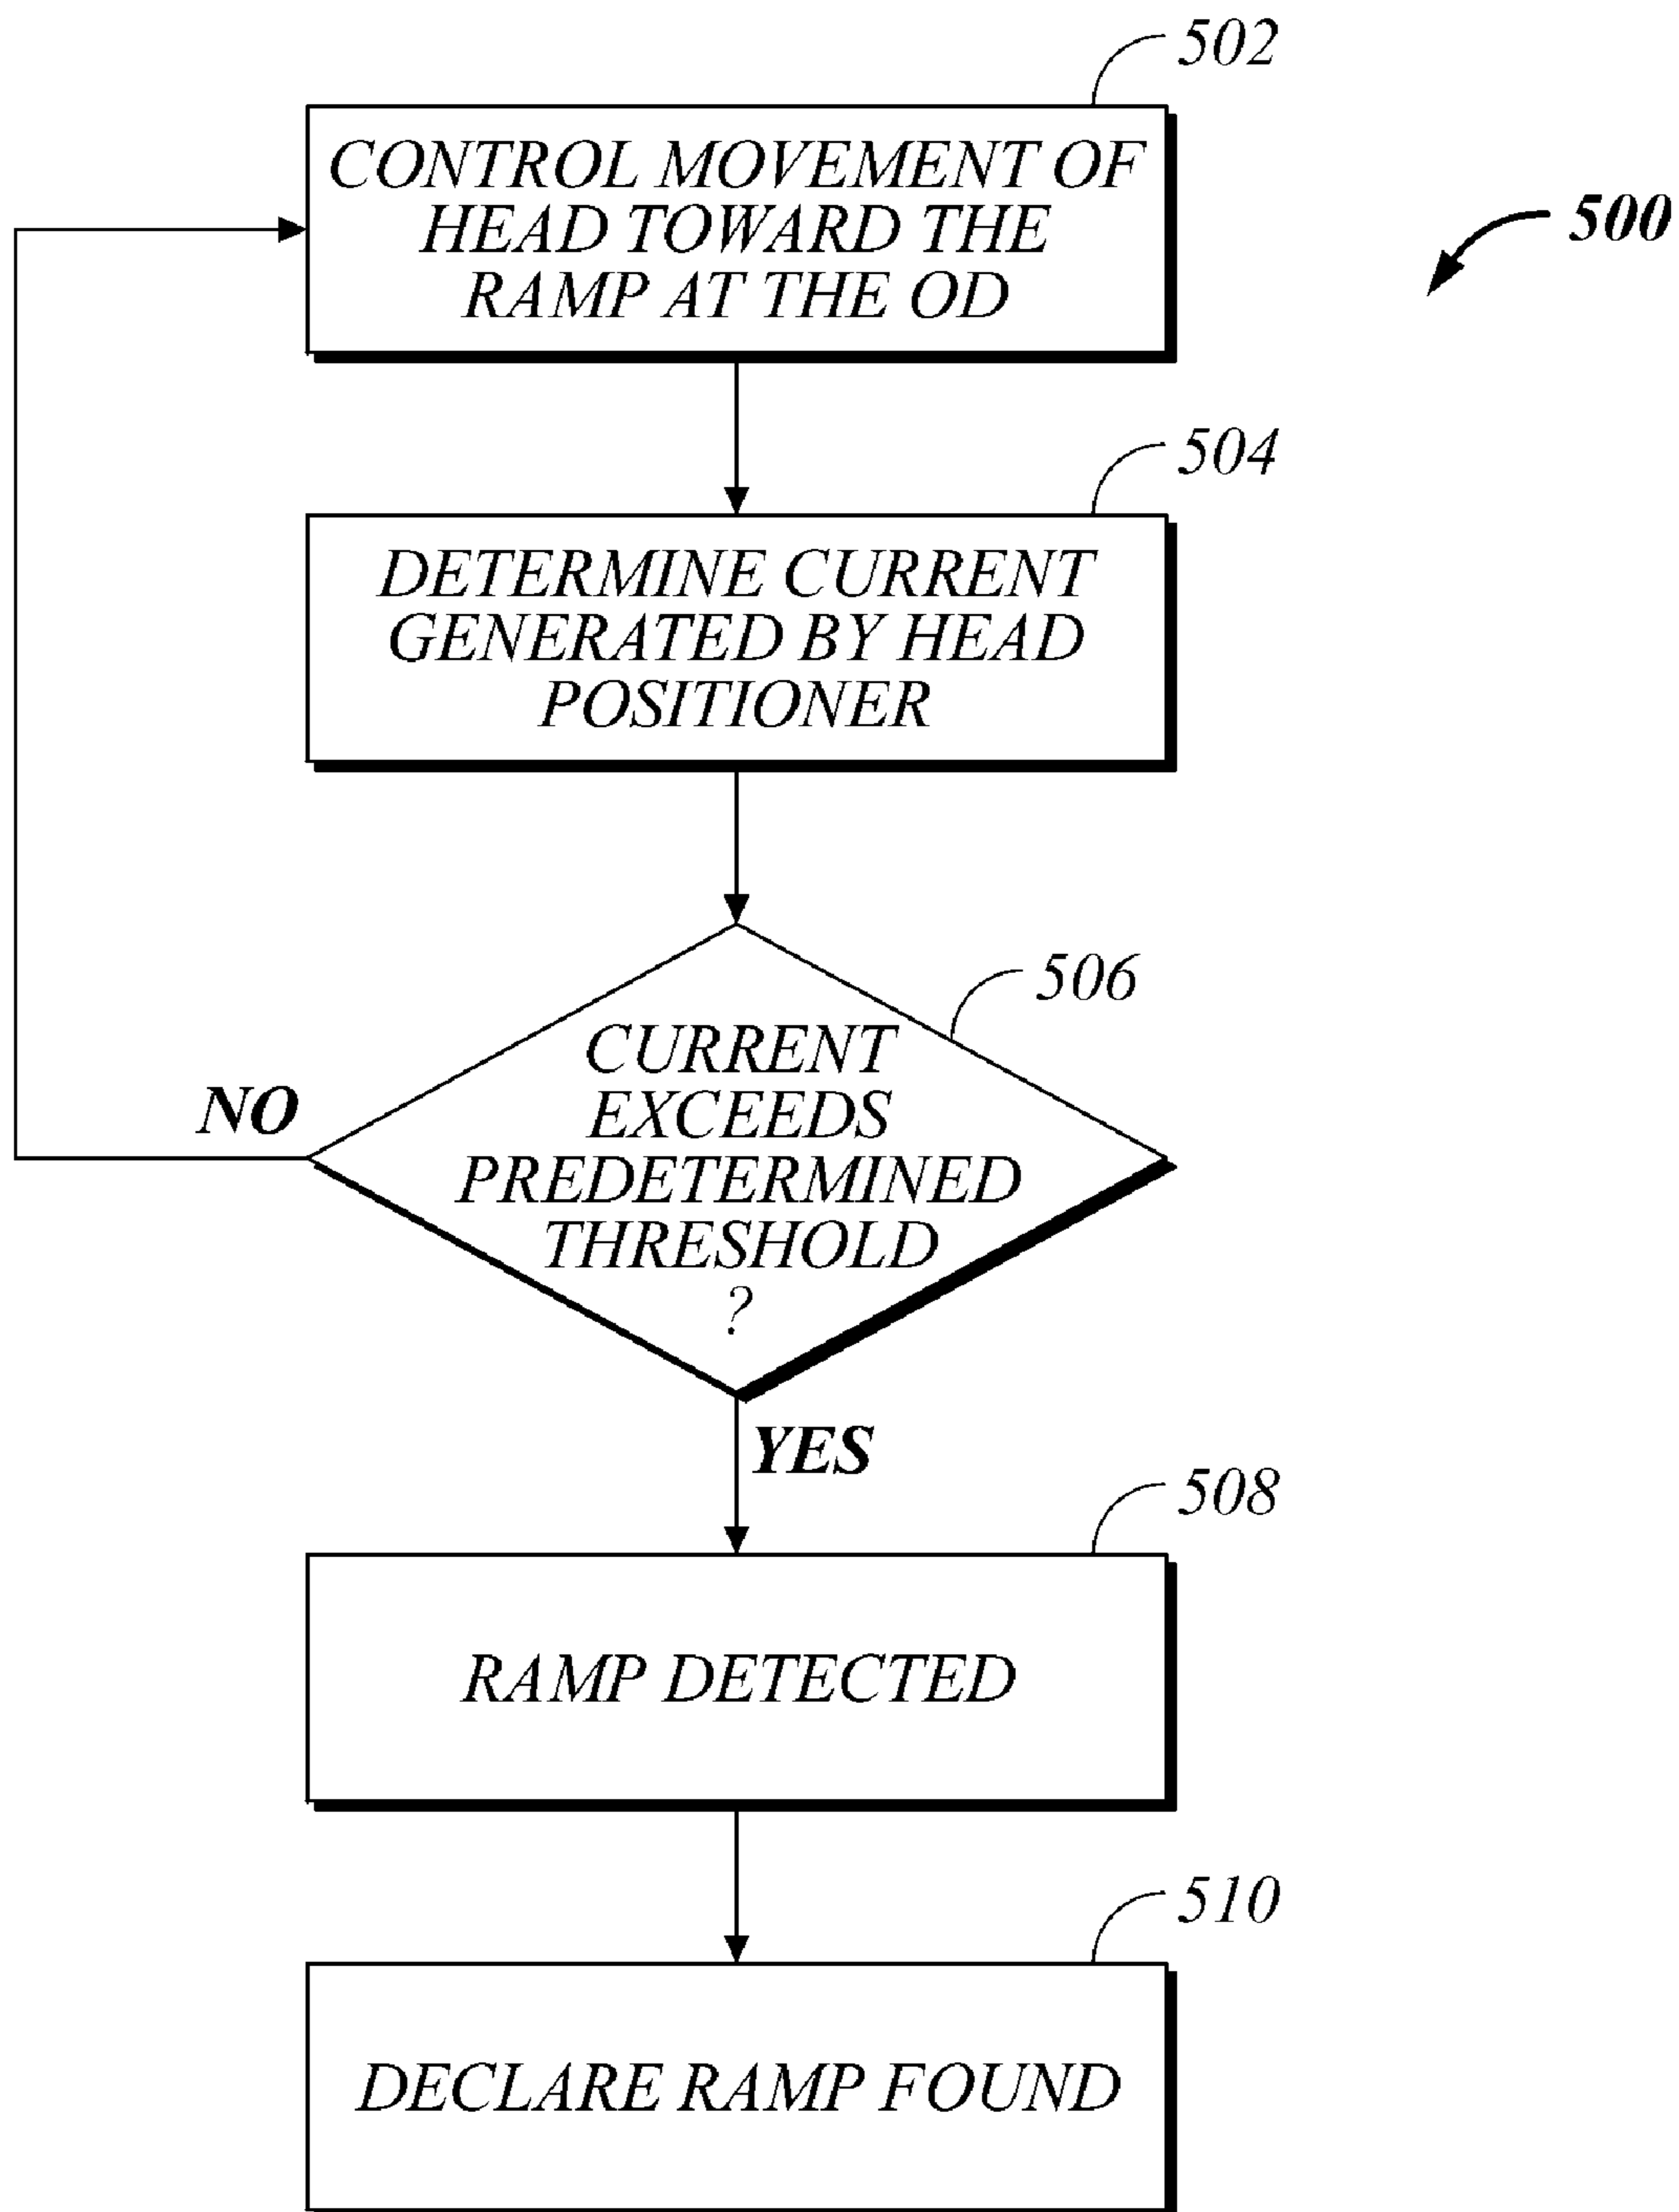 502
CONTROL MOVEMENT OF
HEAD TOWARD THE
RAMP AT THE OD
500
504
DETERMINE CURRENT
GENERATED BY HEAD
POSITIONER
506
CURRENT
EXCEEDS
PREDETERMINED
THRESHOLD
?
NO
YES
508
RAMP DETECTED
510
DECLARE RAMP FOUND